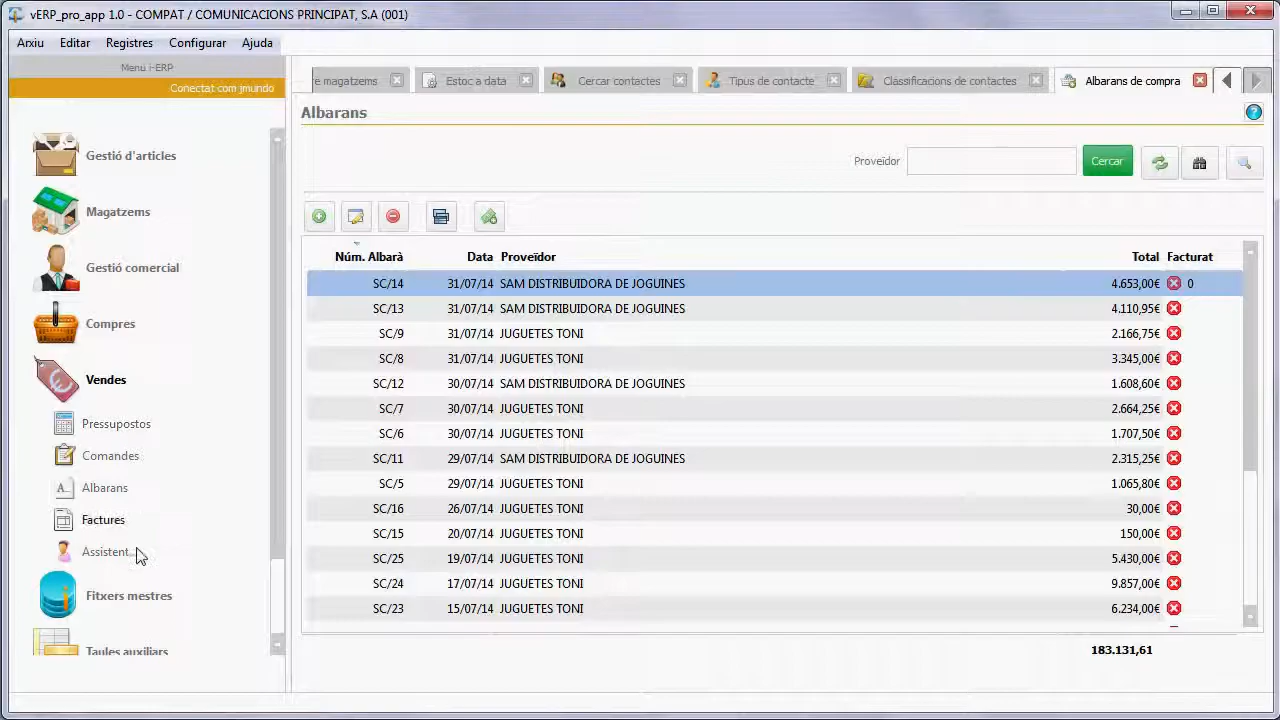 vERP_pro_app 1.0 - COMPAT / COMUNICACIONS PRINCIPAT, S.A (001)
Arxiu Editar Registres Configurar Ajuda
Menú i-ERP
Conectat com jmundo
Gestió d'articles
Magatzems
Gestió comercial
Compres
Vendes
Pressupostos
Comandes
Albarans
Factures
Assistent...
Fitxers mestres
Taules auxiliars
e magatzems Estoc a data Cercar contactes Tipus de contacte Classificacions de contactes Albarans de compra
Albarans
Proveïdor Cercar
Núm. Albarà Data Proveïdor Total Facturat
SC/14 31/07/14 SAM DISTRIBUIDORA DE JOGUINES 4.653,00€ 0
SC/13 31/07/14 SAM DISTRIBUIDORA DE JOGUINES 4.110,95€
SC/9 31/07/14 JUGUETES TONI 2.166,75€
SC/8 31/07/14 JUGUETES TONI 3.345,00€
SC/12 30/07/14 SAM DISTRIBUIDORA DE JOGUINES 1.608,60€
SC/7 30/07/14 JUGUETES TONI 2.664,25€
SC/6 30/07/14 JUGUETES TONI 1.707,50€
SC/11 29/07/14 SAM DISTRIBUIDORA DE JOGUINES 2.315,25€
SC/5 29/07/14 JUGUETES TONI 1.065,80€
SC/16 26/07/14 JUGUETES TONI 30,00€
SC/15 20/07/14 JUGUETES TONI 150,00€
SC/25 19/07/14 JUGUETES TONI 5.430,00€
SC/24 17/07/14 JUGUETES TONI 9.857,00€
SC/23 15/07/14 JUGUETES TONI 6.234,00€
183.131,61